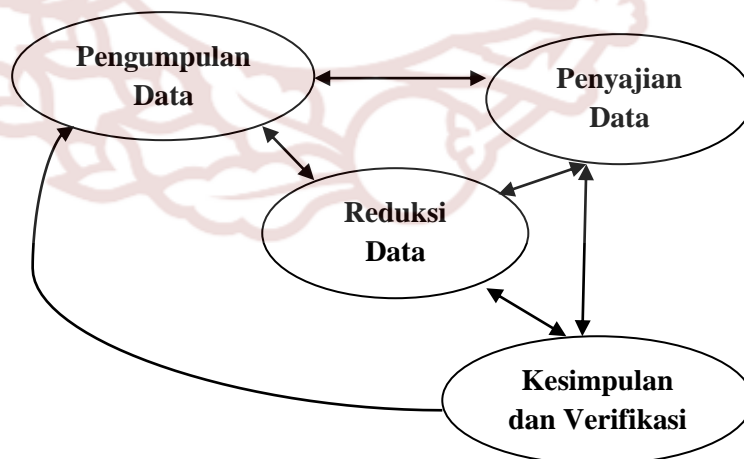 Pengumpulan
Data
Penyajian
Data
Reduksi
Data
Kesimpulan
dan Verifikasi